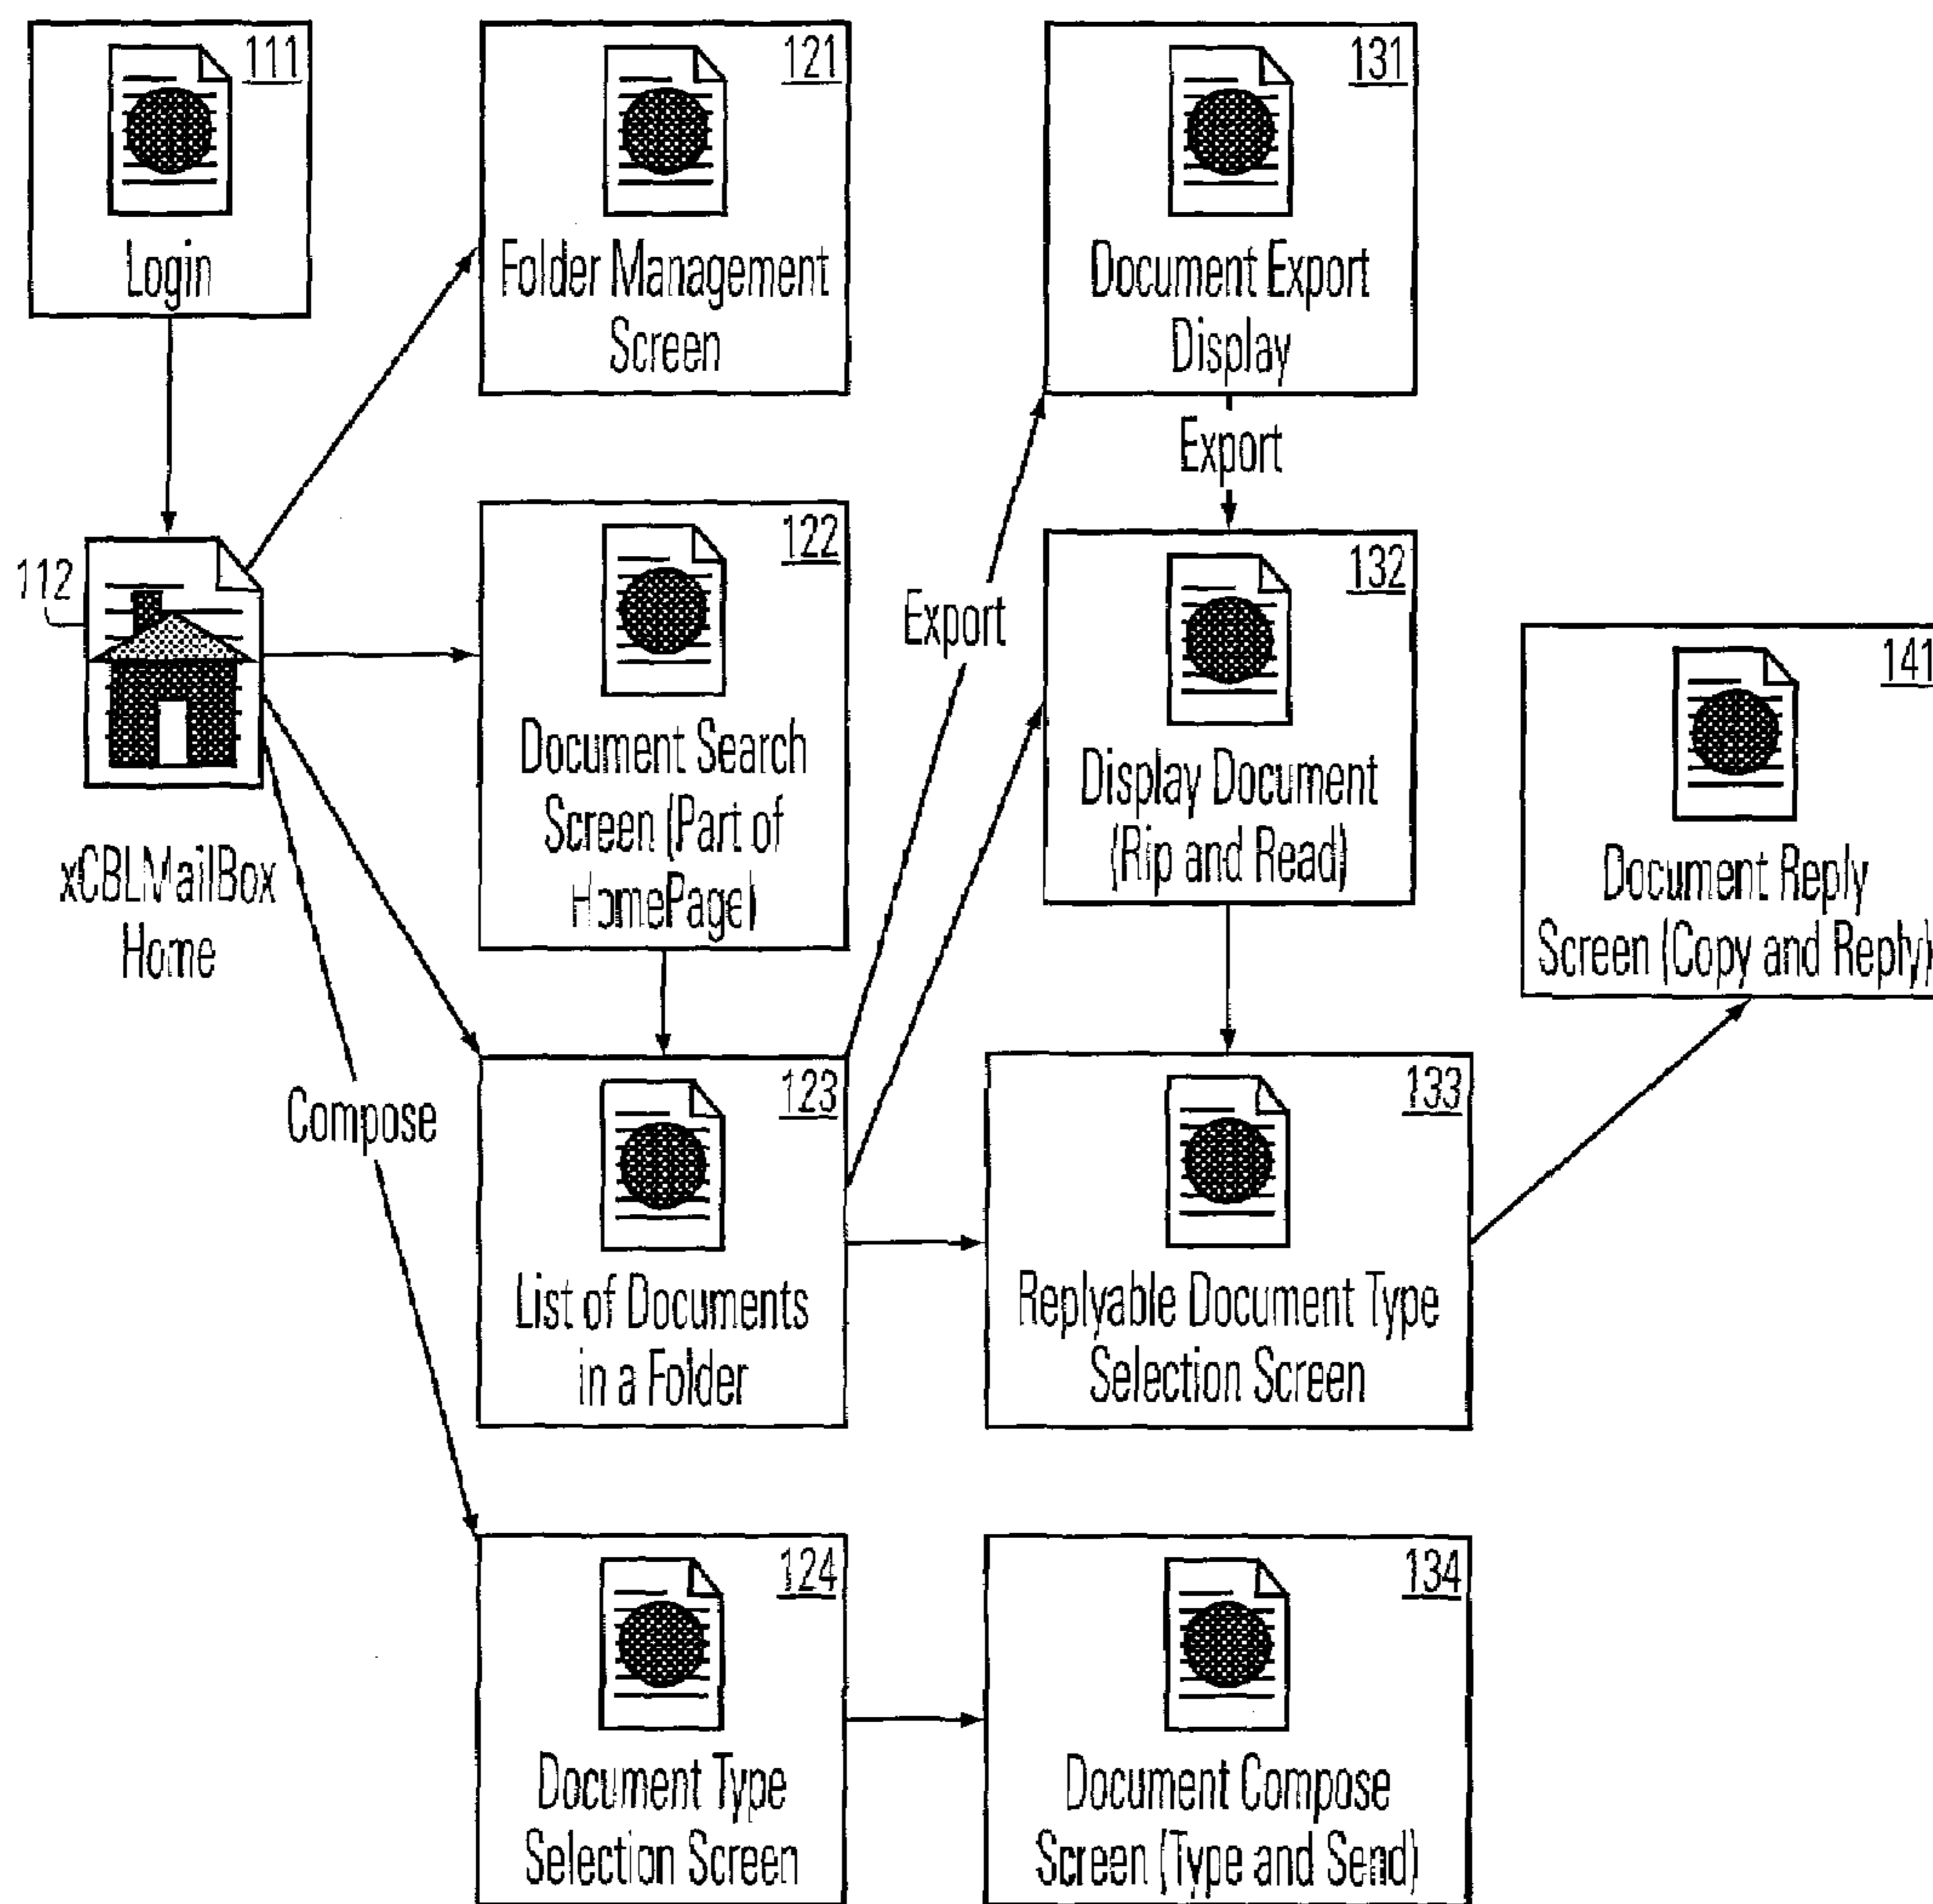 111
Login
121
Folder Management
Screen
131
Document Export
Display
Export
112
xCBLMailBox
Home
122
Document Search
Screen (Part of
HomePage)
Export
132
Display Document
(Rip and Read)
141
Document Reply
Screen (Copy and Reply)
Compose
123
List of Documents
in a Folder
133
Replyable Document Type
Selection Screen
124
Document Type
Selection Screen
134
Document Compose
Screen (Type and Send)